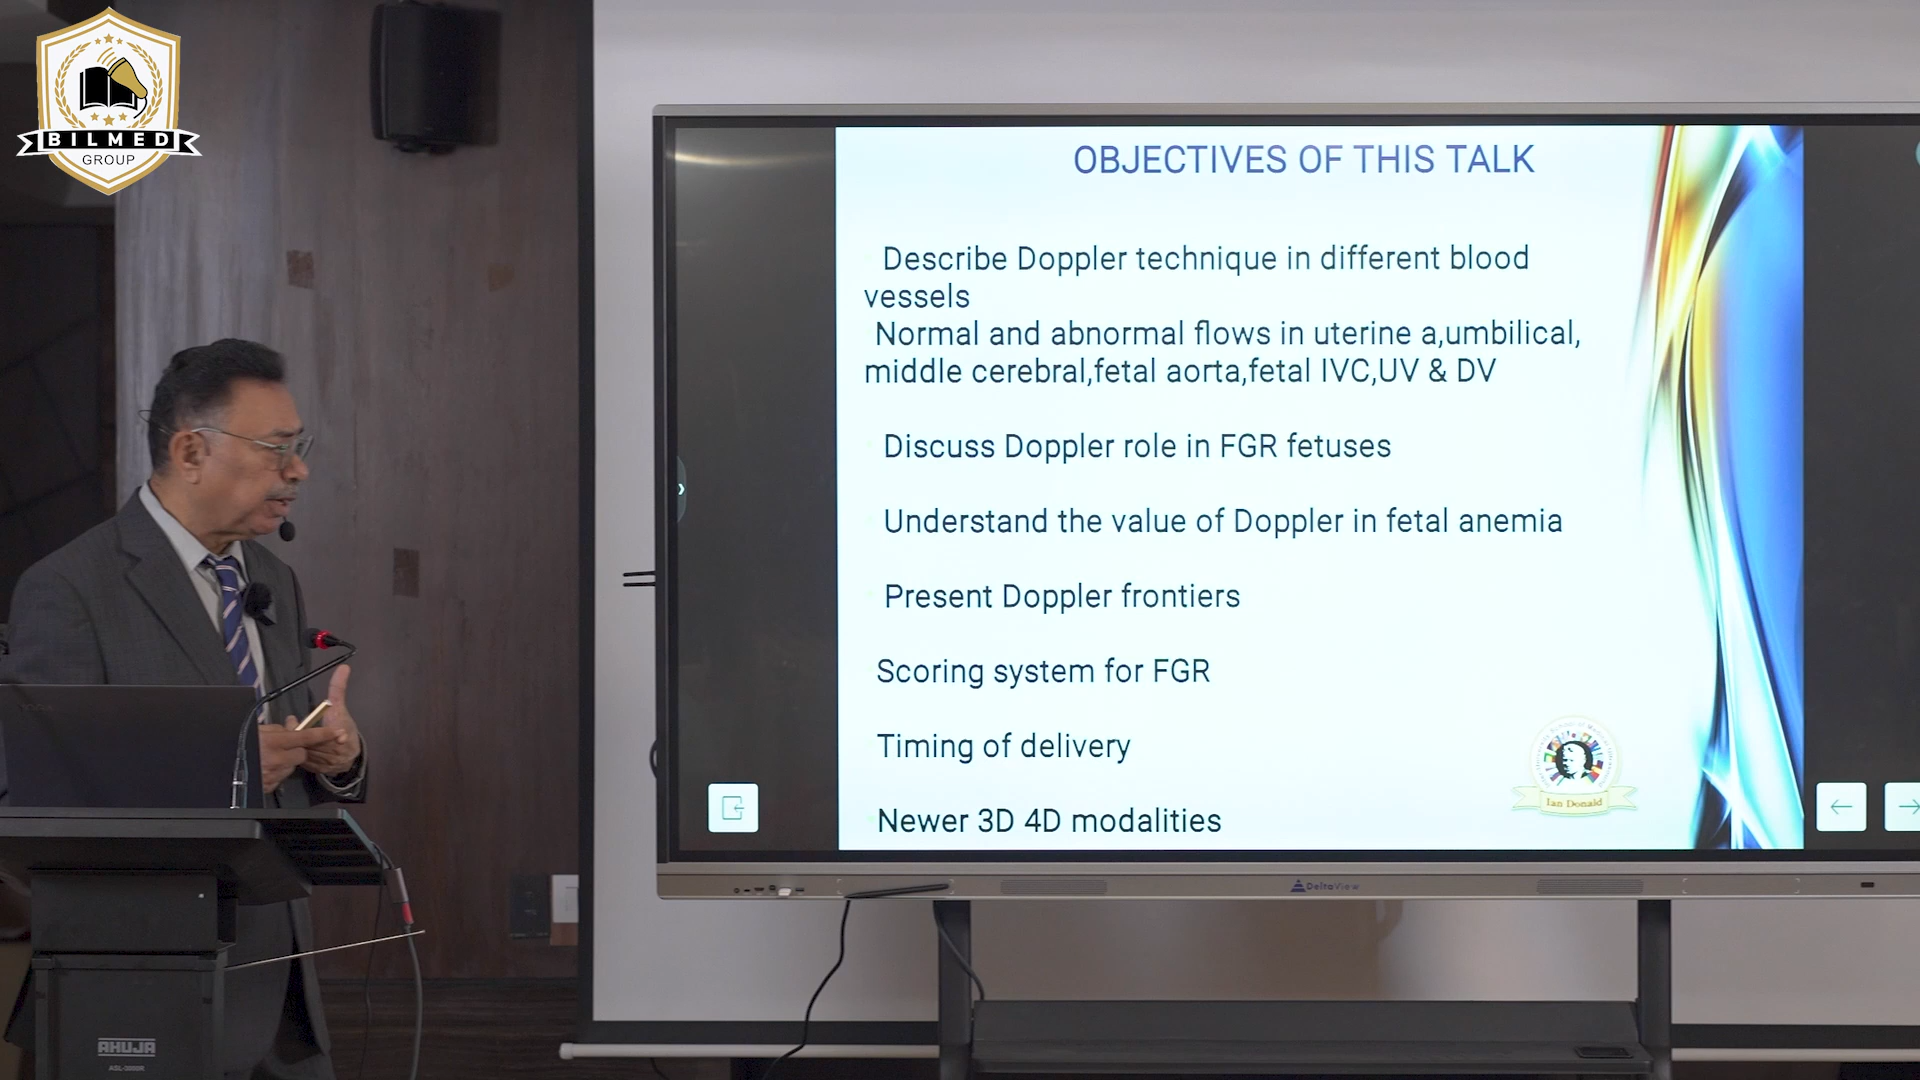 BILMED
GROUP
OBJECTIVES OF THIS TALK
Describe Doppler technique in different blood
vessels
Normal and abnormal flows in uterine a,umbilical,
middle cerebral,fetal aorta,fetal IVC,UV & DV
Discuss Doppler role in FGR fetuses
Understand the value of Doppler in fetal anemia
Present Doppler frontiers
Scoring system for FGR
Timing of delivery
Newer 3D 4D modalities
Ian Donald
DeltaView
AHUJA